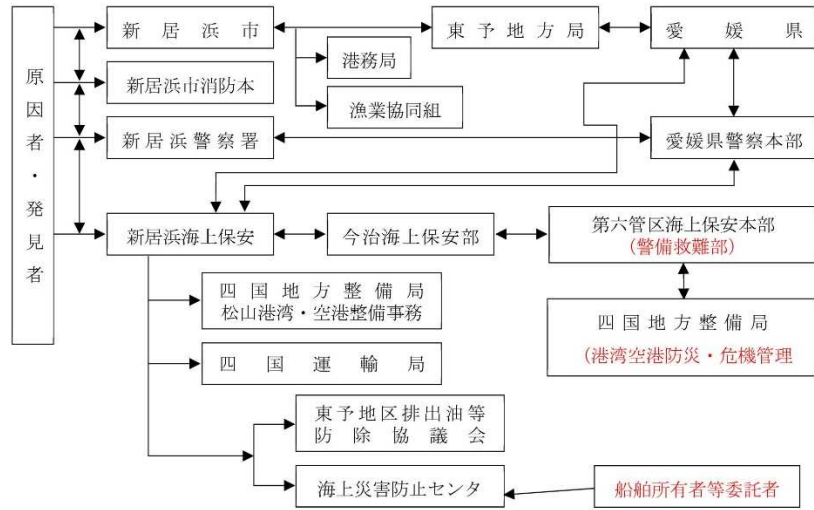 原因者・発見者
新居浜市
東予地方局
愛媛県
港務局
新居浜市消防本
漁業協同組
新居浜警察署
愛媛県警察本部
新居浜海上保安
今治海上保安部
第六管区海上保安本部
(警備救難部)
四国地方整備局
松山港湾・空港整備事務
四国地方整備局
(港湾空港防災・危機管理
四国運輸局
東予地区排出油等
防除協議会
海上災害防止センタ
船舶所有者等委託者